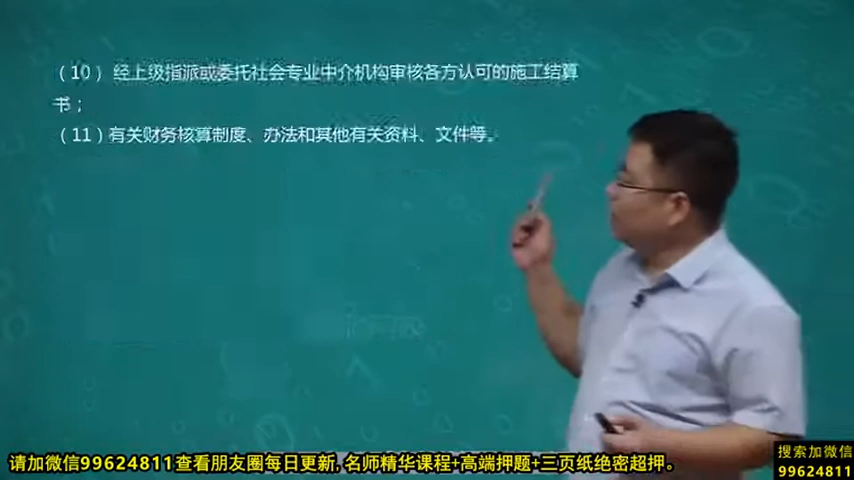 （10） 经上级指派或委托社会专业中介机构审核各方认可的施工结算
书；
（11）有关财务核算制度、办法和其他有关资料、文件等。
请加微信99624811查看朋友圈每日更新,名师精华课程+高端押题+三页纸绝密超押。
搜索加微信
99624811